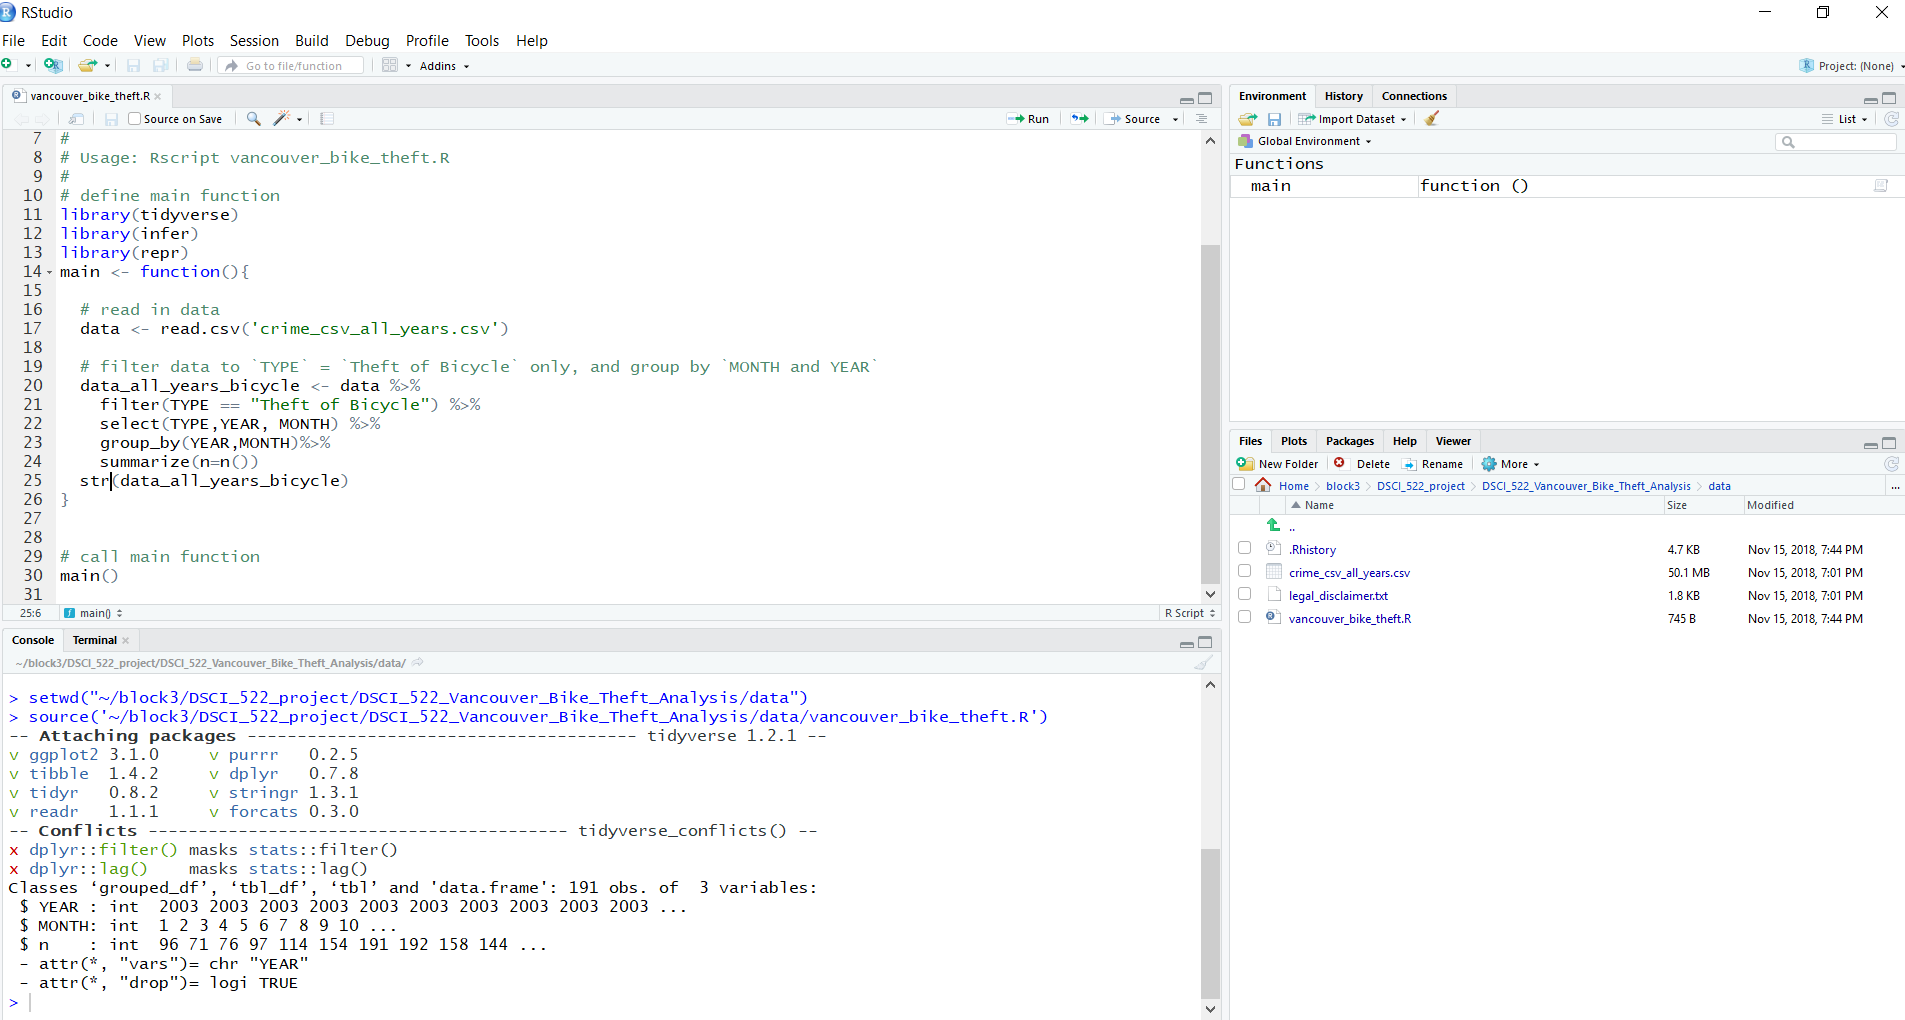 RStudio
File Edit Code View Plots Session Build Debug Profile Tools Help
Go to file/function Addins Project: (None)
vancouver_bike_theft.R
Source on Save Run Source
7 #
8 # Usage: Rscript vancouver_bike_theft.R
9 #
10 # define main function
11 library(tidyverse)
12 library(infer)
13 library(repr)
14 main <- function(){
15
16 # read in data
17 data <- read.csv('crime_csv_all_years.csv')
18
19 # filter data to `TYPE` = `Theft of Bicycle` only, and group by `MONTH and YEAR`
20 data_all_years_bicycle <- data %>%
21 filter(TYPE == "Theft of Bicycle") %>%
22 select(TYPE,YEAR, MONTH) %>%
23 group_by(YEAR,MONTH)%>%
24 summarize(n=n())
25 str(data_all_years_bicycle)
26 }
27
28
29 # call main function
30 main()
31
25:6 main() R Script
Console Terminal
~/block3/DSCI_522_project/DSCI_522_Vancouver_Bike_Theft_Analysis/data/
> setwd("~/block3/DSCI_522_project/DSCI_522_Vancouver_Bike_Theft_Analysis/data")
> source('~/block3/DSCI_522_project/DSCI_522_Vancouver_Bike_Theft_Analysis/data/vancouver_bike_theft.R')
-- Attaching packages --------------------------------------- tidyverse 1.2.1 --
v ggplot2 3.1.0 v purrr 0.2.5
v tibble 1.4.2 v dplyr 0.7.8
v tidyr 0.8.2 v stringr 1.3.1
v readr 1.1.1 v forcats 0.3.0
-- Conflicts ------------------------------------------ tidyverse_conflicts() --
x dplyr::filter() masks stats::filter()
x dplyr::lag() masks stats::lag()
Classes ‘grouped_df’, ‘tbl_df’, ‘tbl’ and 'data.frame': 191 obs. of 3 variables:
$ YEAR : int 2003 2003 2003 2003 2003 2003 2003 2003 2003 2003 ...
$ MONTH: int 1 2 3 4 5 6 7 8 9 10 ...
$ n : int 96 71 76 97 114 154 191 192 158 144 ...
- attr(*, "vars")= chr "YEAR"
- attr(*, "drop")= logi TRUE
>
Environment History Connections
Import Dataset List
Global Environment
Functions
main function ()
Files Plots Packages Help Viewer
New Folder Delete Rename More
Home block3 DSCI_522_project DSCI_522_Vancouver_Bike_Theft_Analysis data ...
Name Size Modified
..
.Rhistory 4.7 KB Nov 15, 2018, 7:44 PM
crime_csv_all_years.csv 50.1 MB Nov 15, 2018, 7:01 PM
legal_disclaimer.txt 1.8 KB Nov 15, 2018, 7:01 PM
vancouver_bike_theft.R 745 B Nov 15, 2018, 7:44 PM